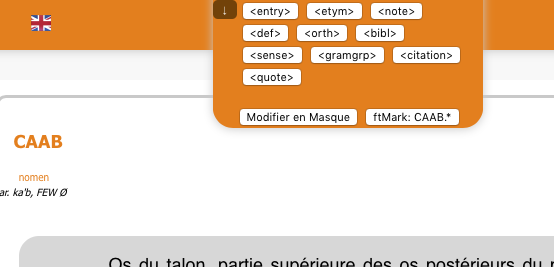 ↓ <entry> <etym> <note>
<def> <orth> <bibl>
<sense> <gramgrp> <citation>
<quote>
Modifier en Masque ftMark: CAAB.*
CAAB
nomen
ar. ka'b, FEW Ø
Os du talon, partie supérieure des os postérieurs du